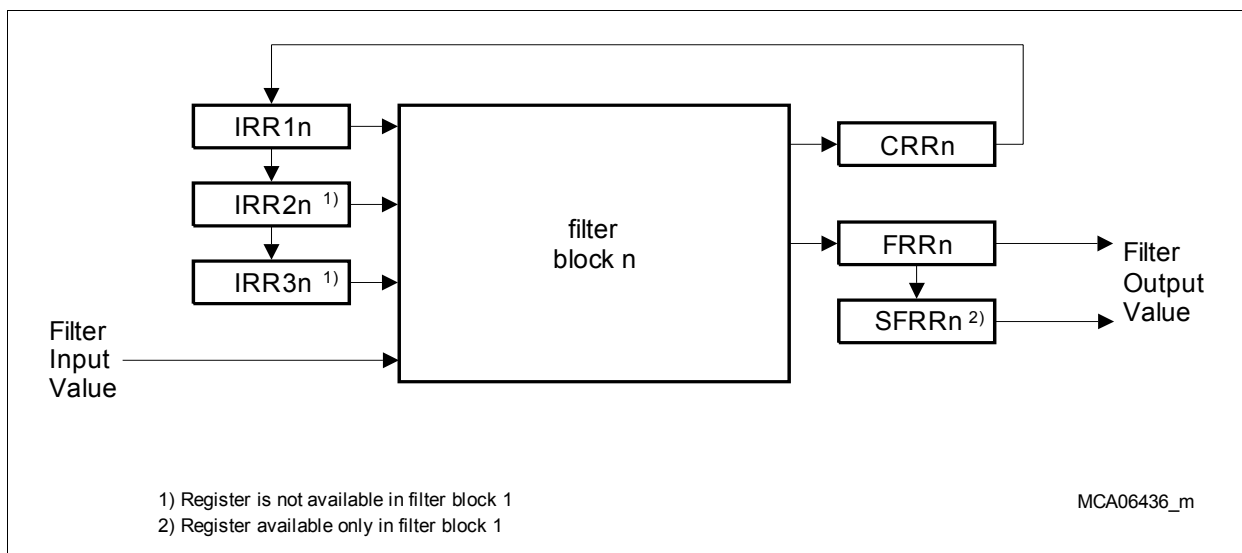 IRR1n
IRR2n 1)
IRR3n 1)
Filter
Input
Value
filter
block n
CRRn
FRRn
SFRRn 2)
Filter
Output
Value
1) Register is not available in filter block 1
2) Register available only in filter block 1
MCA06436_m